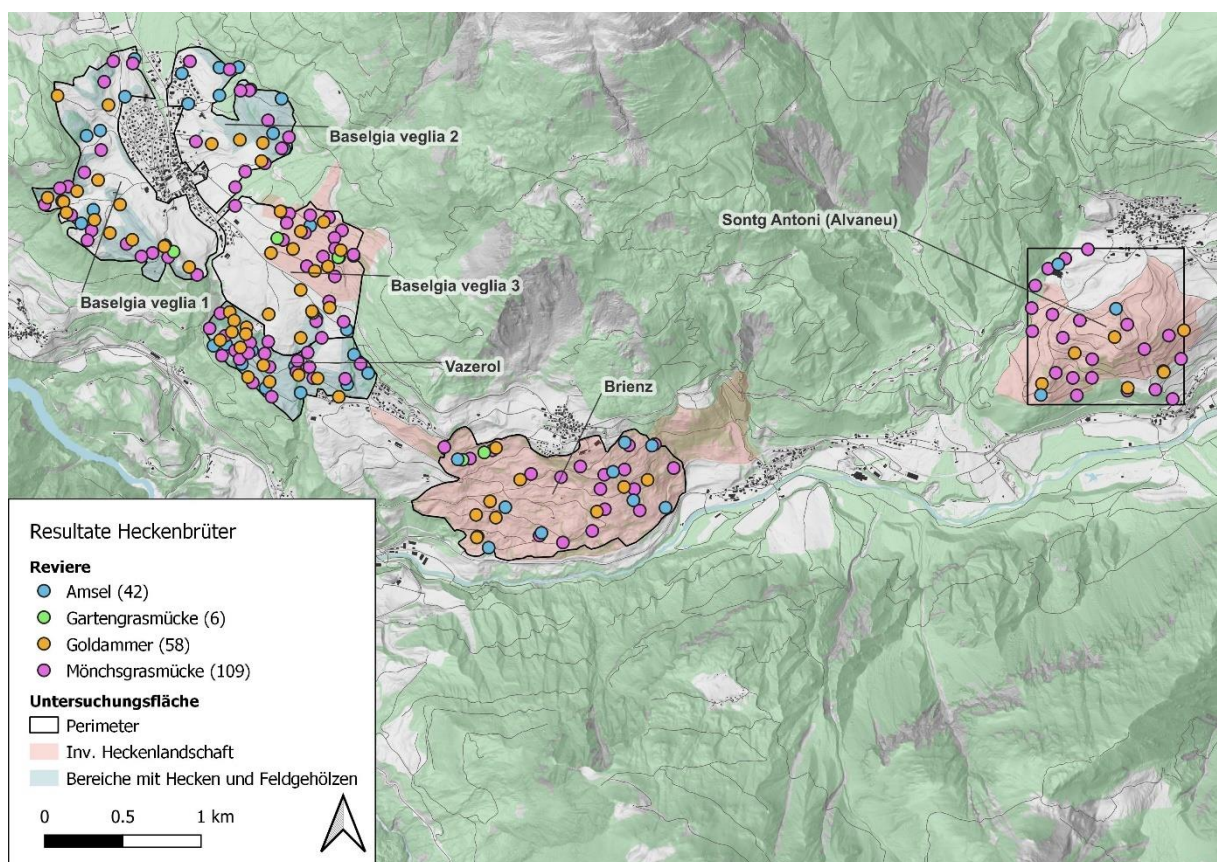 Baselgia veglia 2
Sontg Antoni (Alvaneu)
Baselgia veglia 3
Baselgia veglia 1
Vazerol
Brienz
Resultate Heckenbrüter
Reviere
Amsel (42)
Gartengrasmücke (6)
Goldammer (58)
Mönchsgrasmücke (109)
Untersuchungsfläche
Perimeter
Inv. Heckenlandschaft
Bereiche mit Hecken und Feldgehölzen
0 0.5 1 km